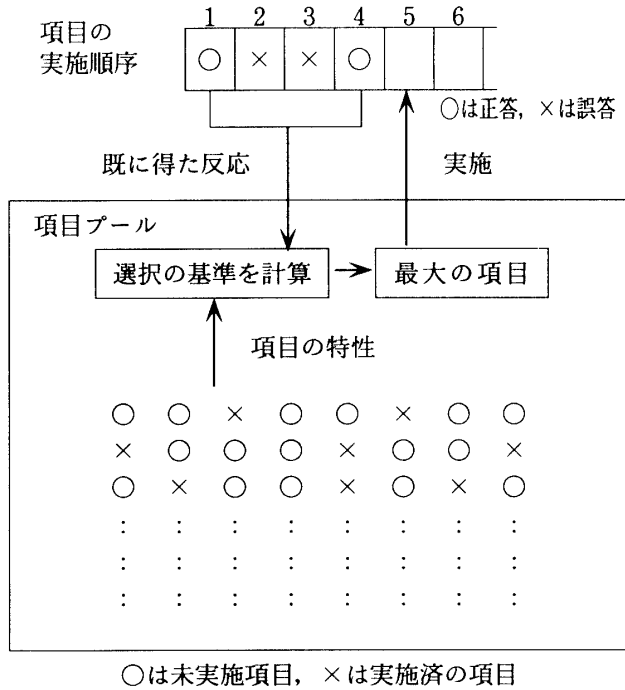 項目の
実施順序
1 2 3 4 5 6
○ × × ○
○は正答，×は誤答
既に得た反応
実施
項目プール
選択の基準を計算
最大の項目
項目の特性
○ ○ × ○ ○ × ○ ○
× ○ ○ ○ × ○ ○ ×
○ × ○ ○ × ○ × ○
: : : : : : : :
: : : : : : : :
: : : : : : : :
○は未実施項目，×は実施済の項目